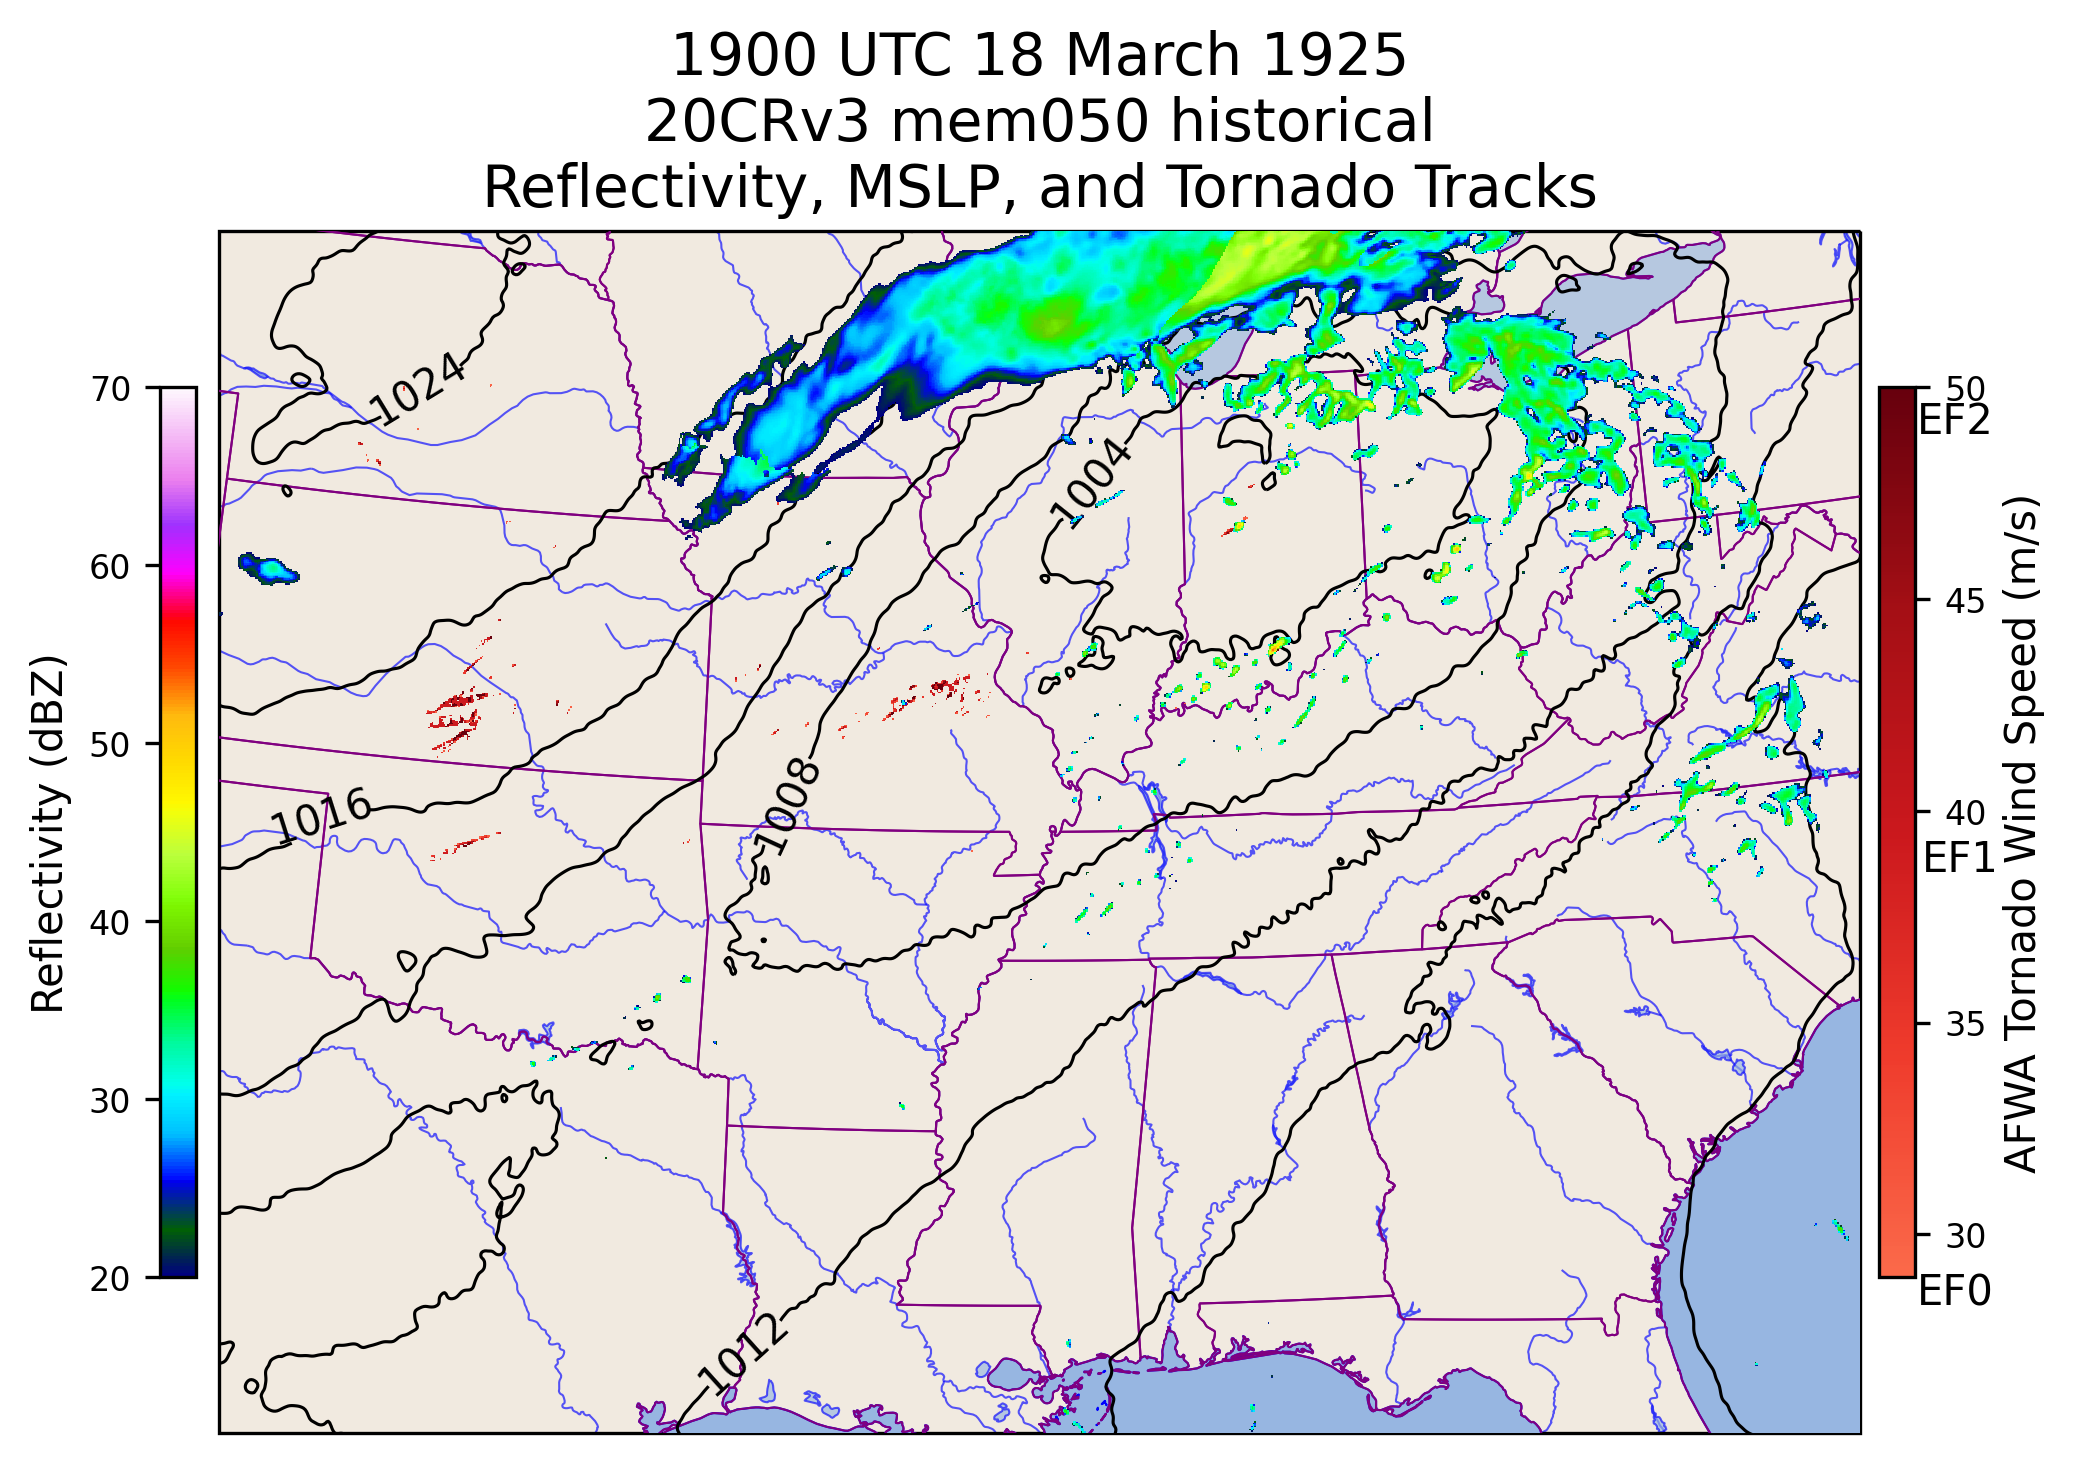 1900 UTC 18 March 1925
20CRv3 mem050 historical
Reflectivity, MSLP, and Tornado Tracks
70
60
50
40
30
20
Reflectivity (dBZ)
1024
1004
1016
1008
1012
50
EF2
45
40
EF1
35
30
EF0
AFWA Tornado Wind Speed (m/s)